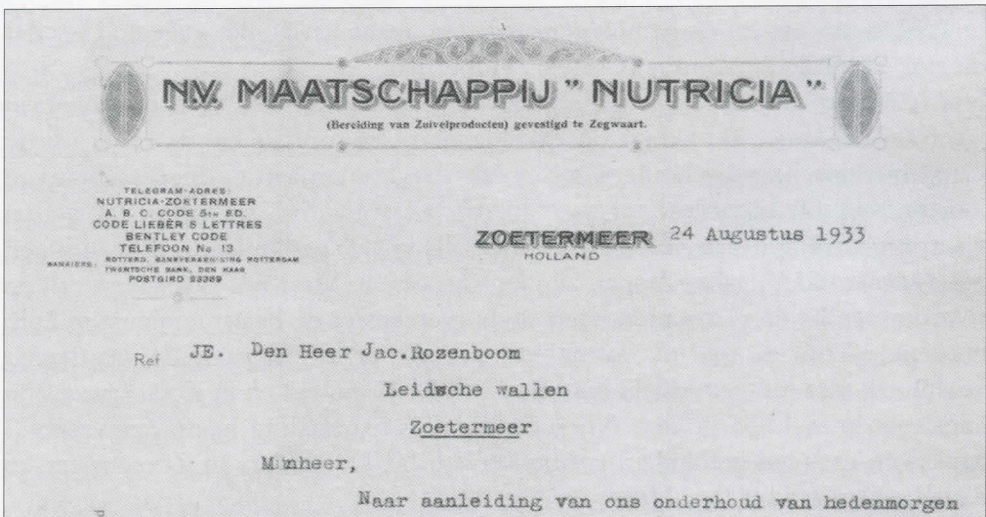 N.V. MAATSCHAPPIJ "NUTRICIA"
(Bereiding van Zuivelproducten) gevestigd te Zegwaart.
TELEGRAM-ADRES:
NUTRICIA-ZOETERMEER
A. B. C. CODE 5TH ED.
CODE LIEBÈR 5 LETTRES
BENTLEY CODE
TELEFOON No 13
BANKIERS: ROTTERD. BANKVEREENIGING ROTTERDAM
TWENTSCHE BANK, DEN HAAG
POSTGIRO 23389
ZOETERMEER 24 Augustus 1933
HOLLAND
Ref JE. Den Heer Jac.Rozenboom
Leidsche wallen
Zoetermeer
Mijnheer,
Naar aanleiding van ons onderhoud van hedenmorgen